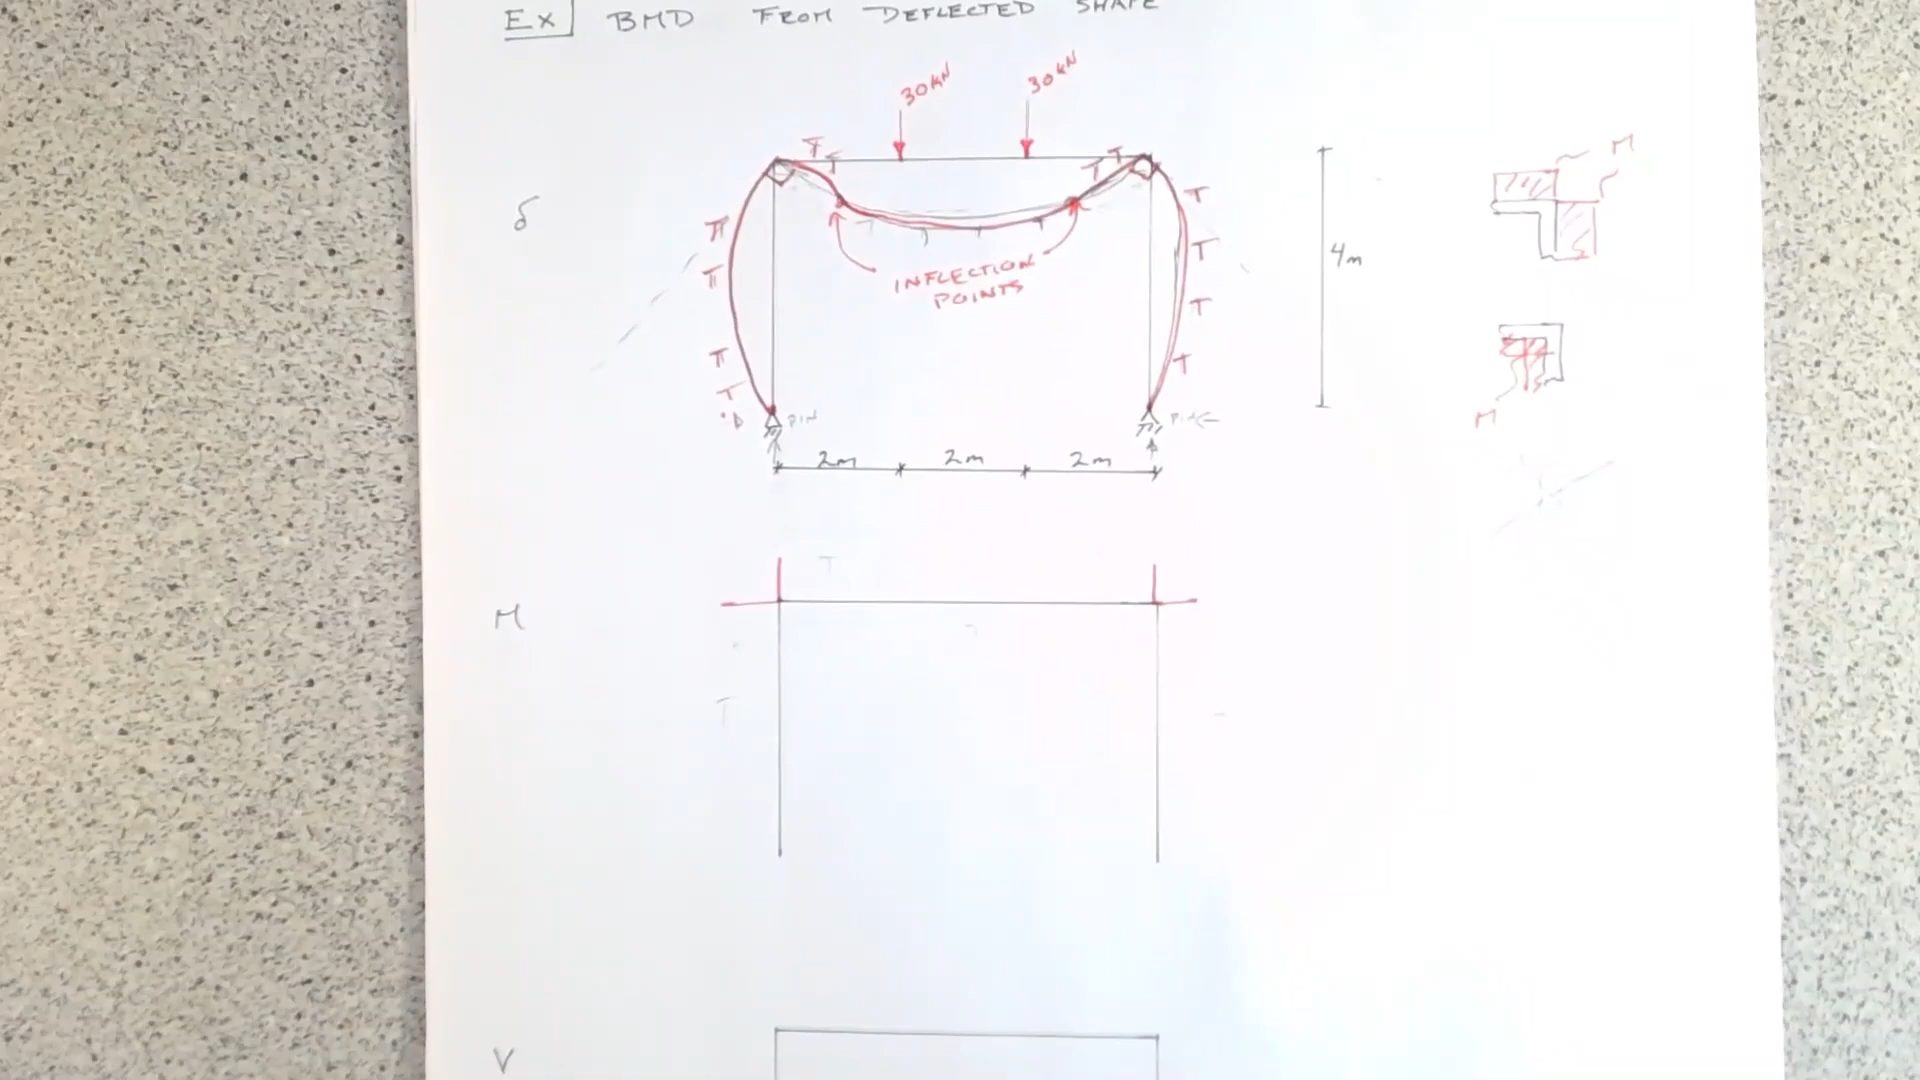 Ex BMD FROM DEFLECTED SHAPE
30kN
30kN
T
T
T
T
δ
T
T
T
T
T
T
T
T
INFLECTION
POINTS
4m
M
M
PIN
PIN
2m 2m 2m
T
M
T
V